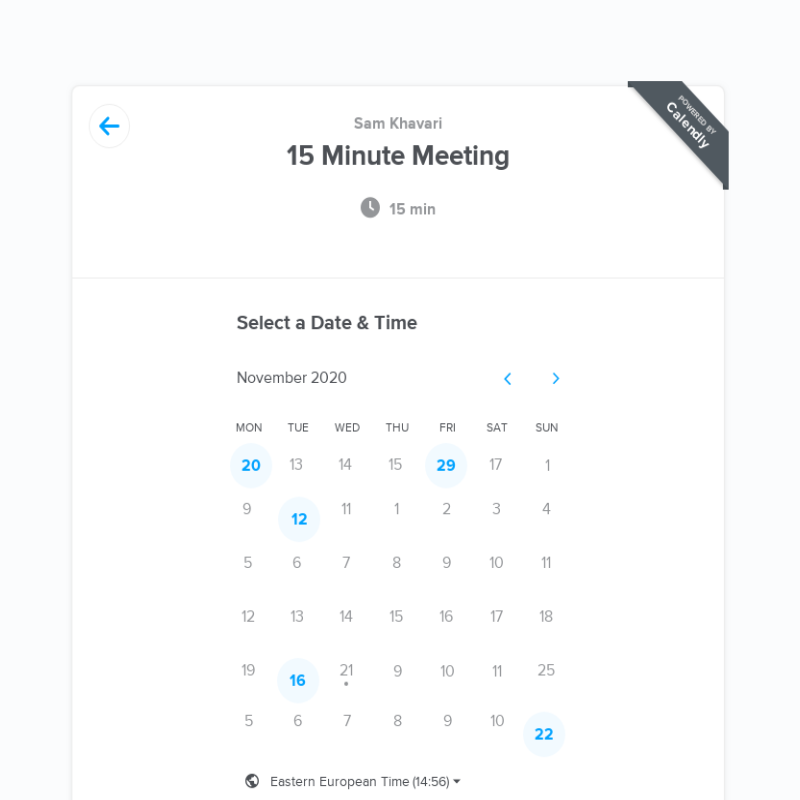 POWERED BY
Calendly
Sam Khavari
15 Minute Meeting
15 min
Select a Date & Time
November 2020
MON TUE WED THU FRI SAT SUN
20 13 14 15 29 17 1
9 12 11 1 2 3 4
5 6 7 8 9 10 11
12 13 14 15 16 17 18
19 16 21 9 10 11 25
5 6 7 8 9 10 22
Eastern European Time (14:56)